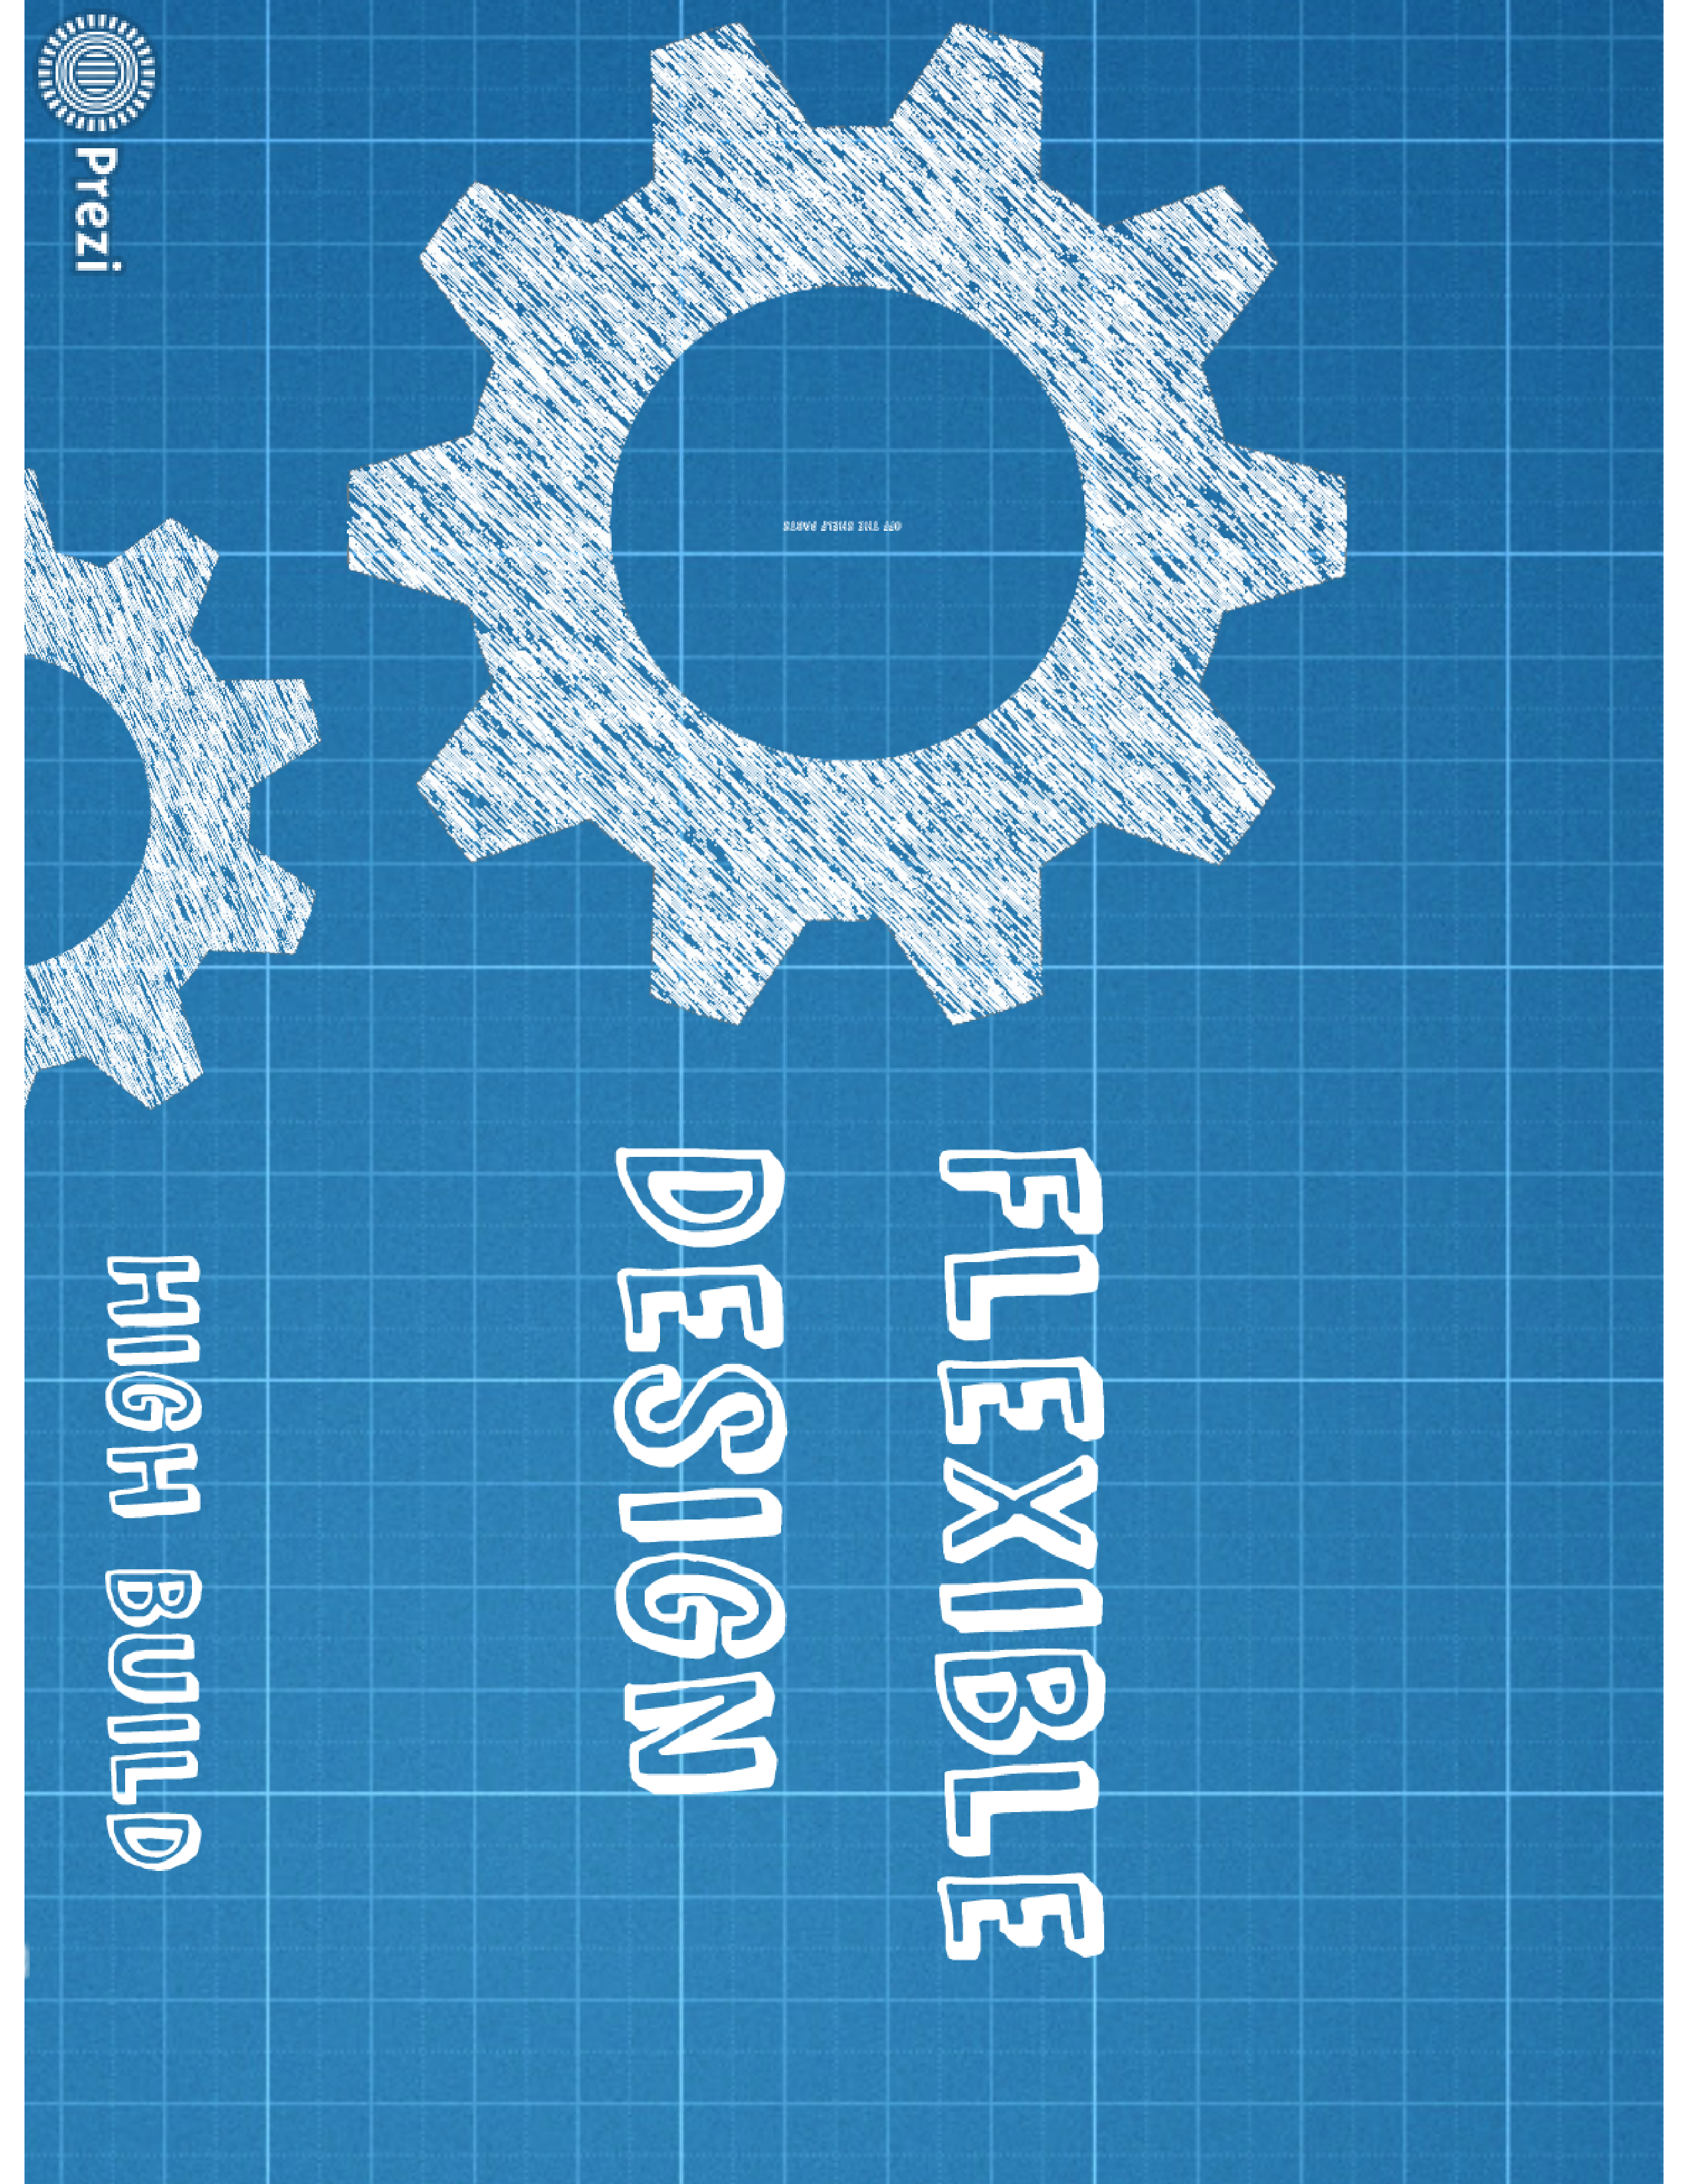 FLEXIBLE
DESIGN
OFF THE SHELF PARTS
HIGH BUILD
Prezi